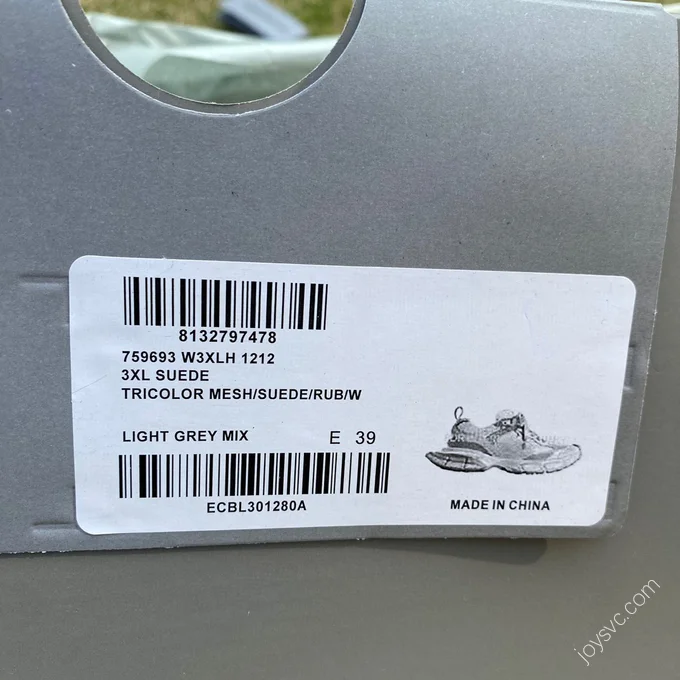 8132797478
759693 W3XLH 1212
3XL SUEDE
TRICOLOR MESH/SUEDE/RUB/W
LIGHT GREY MIX E 39
ECBL301280A
MADE IN CHINA
joysvc.com